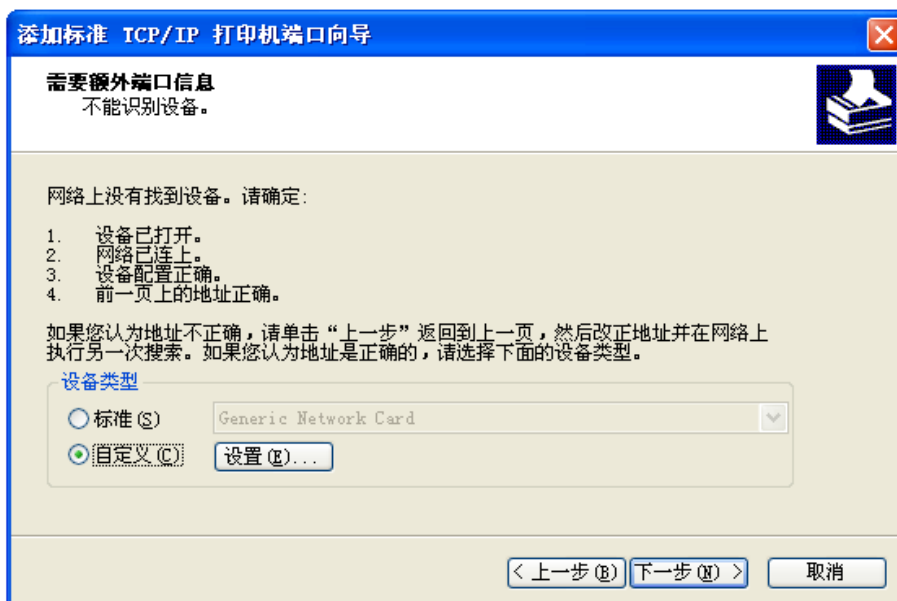 添加标准 TCP/IP 打印机端口向导
需要额外端口信息
不能识别设备。
网络上没有找到设备。请确定:
1. 设备已打开。
2. 网络已连上。
3. 设备配置正确。
4. 前一页上的地址正确。
如果您认为地址不正确,请单击“上一步”返回到上一页,然后改正地址并在网络上
执行另一次搜索。如果您认为地址是正确的,请选择下面的设备类型。
设备类型
标准(S) Generic Network Card
自定义(C) 设置(E)...
< 上一步(B) 下一步(N) > 取消